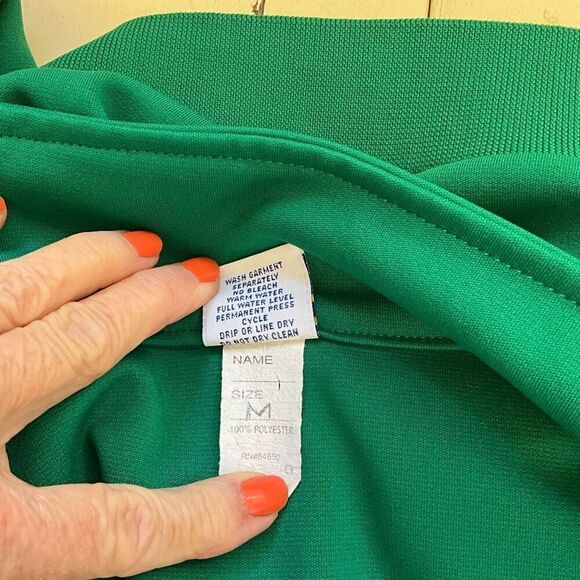 WASH GARMENT
SEPARATELY
NO BLEACH
WARM WATER
FULL WATER LEVEL
PERMANENT PRESS
CYCLE
DRIP OR LINE DRY
DO NOT DRY CLEAN
NAME
SIZE
M
100% POLYESTER